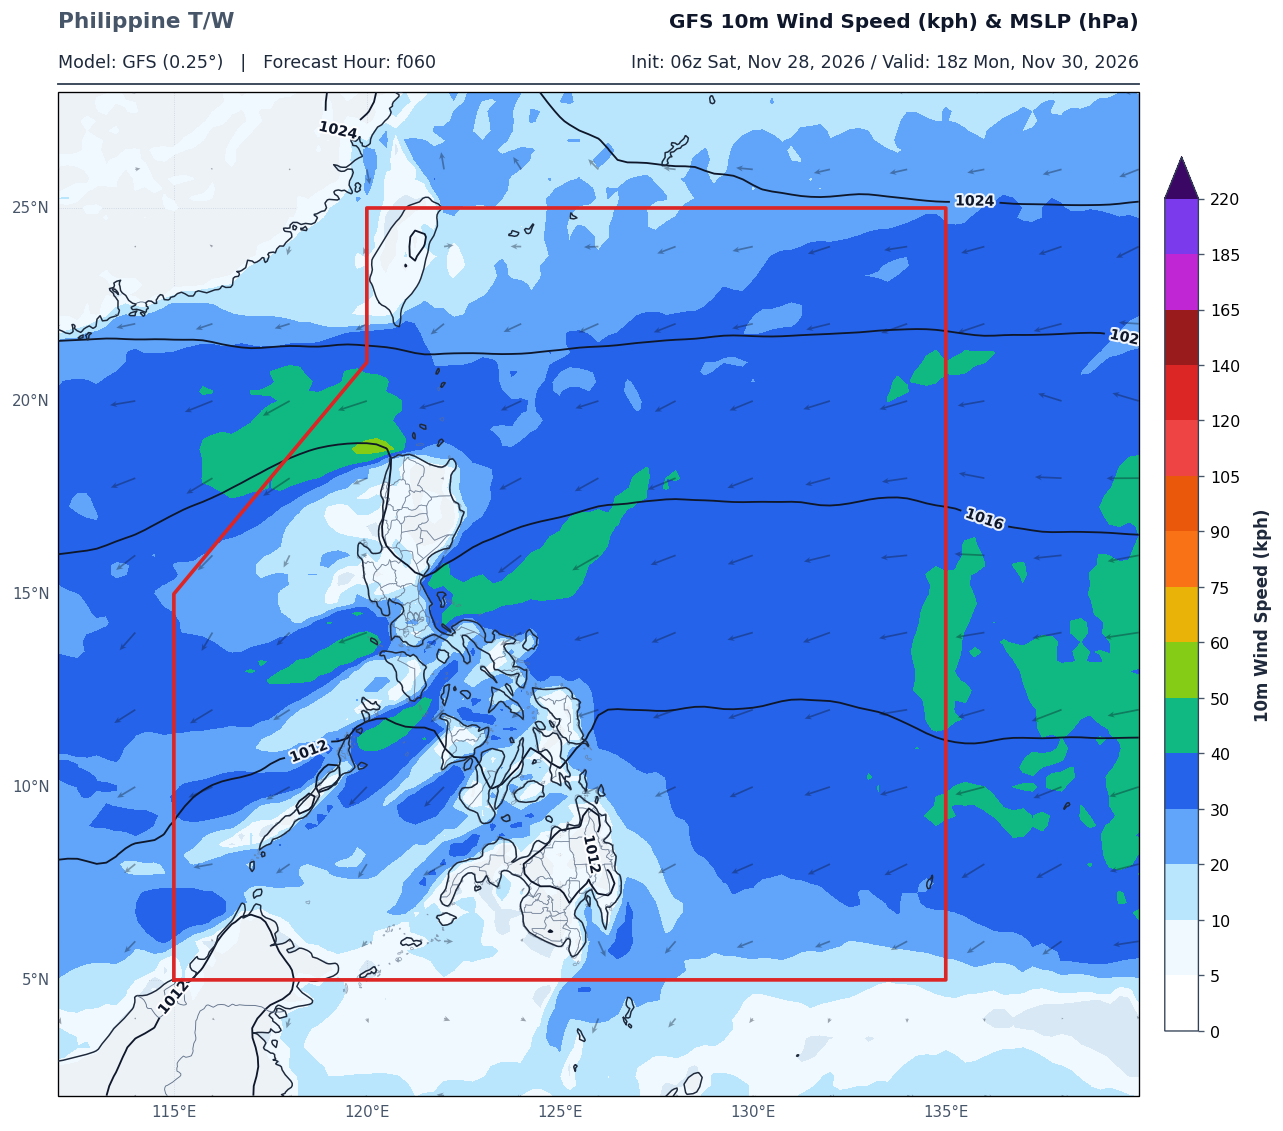 Philippine T/W
GFS 10m Wind Speed (kph) & MSLP (hPa)
Model: GFS (0.25°) | Forecast Hour: f060
Init: 06z Sat, Nov 28, 2026 / Valid: 18z Mon, Nov 30, 2026
1024
1024
102
1016
1012
1012
1012
25°N
20°N
15°N
10°N
5°N
115°E
120°E
125°E
130°E
135°E
220
185
165
140
120
105
90
75
60
50
40
30
20
10
5
0
10m Wind Speed (kph)